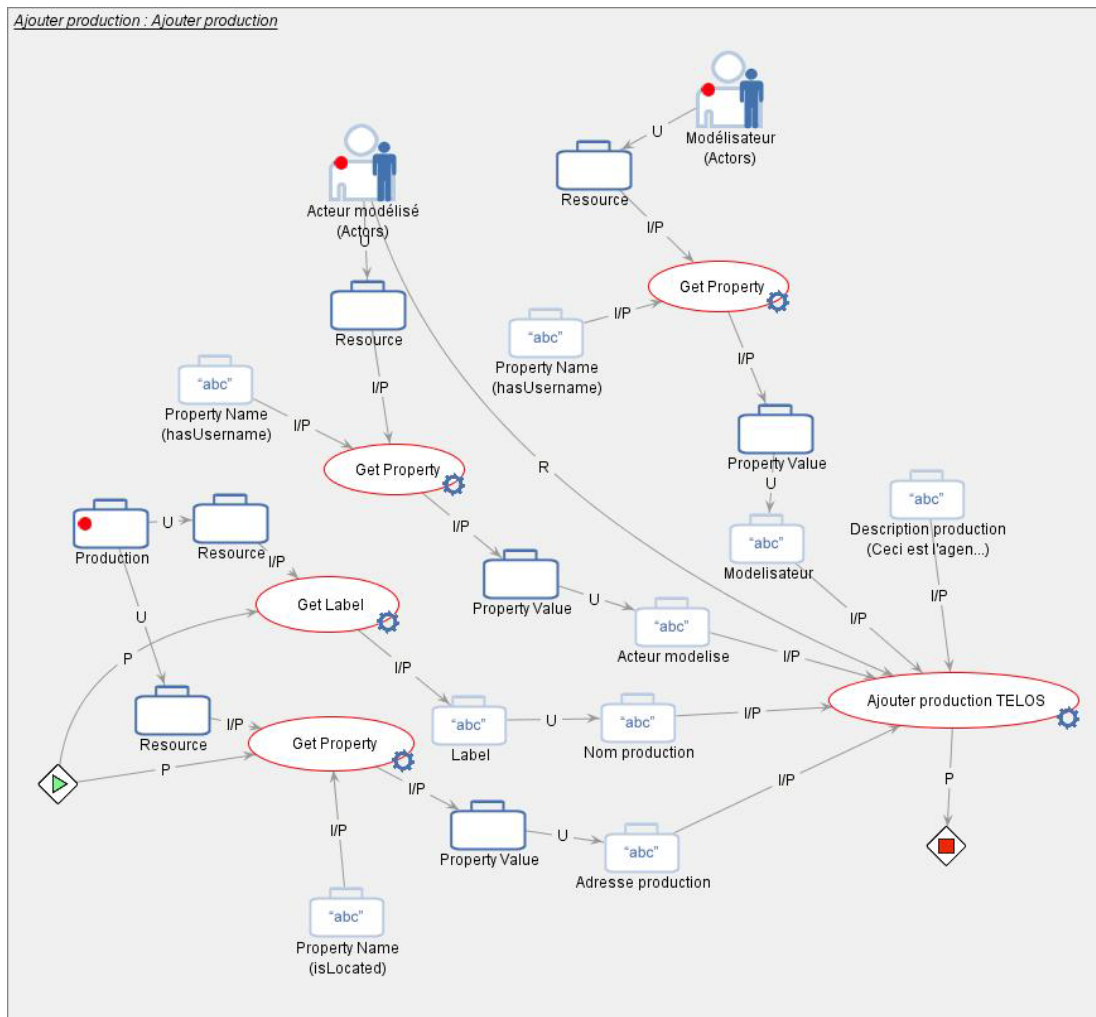 Ajouter production : Ajouter production
Modélisateur
(Actors)
U
Resource
I/P
Acteur modélisé
(Actors)
U
Resource
Get Property
I/P
"abc"
Property Name
(hasUsername)
I/P
I/P
"abc"
Property Name
(hasUsername)
I/P
Property Value
U
Get Property
R
"abc"
Description production
(Ceci est l'agen...)
Production
U
Resource
I/P
I/P
"abc"
Modelisateur
Property Value
U
Get Label
"abc"
Acteur modelise
I/P
I/P
I/P
U
P
I/P
Resource
I/P
"abc"
Label
U
"abc"
Nom production
I/P
Ajouter production TELOS
Get Property
P
I/P
I/P
P
I/P
Property Value
U
"abc"
Adresse production
"abc"
Property Name
(isLocated)